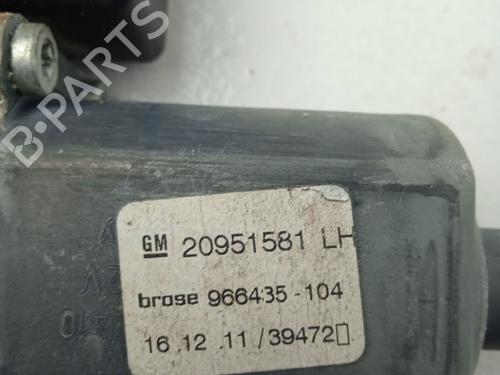 B-PARTS
GM 20951581 LH
brose 966435-104
16.12.11/39472